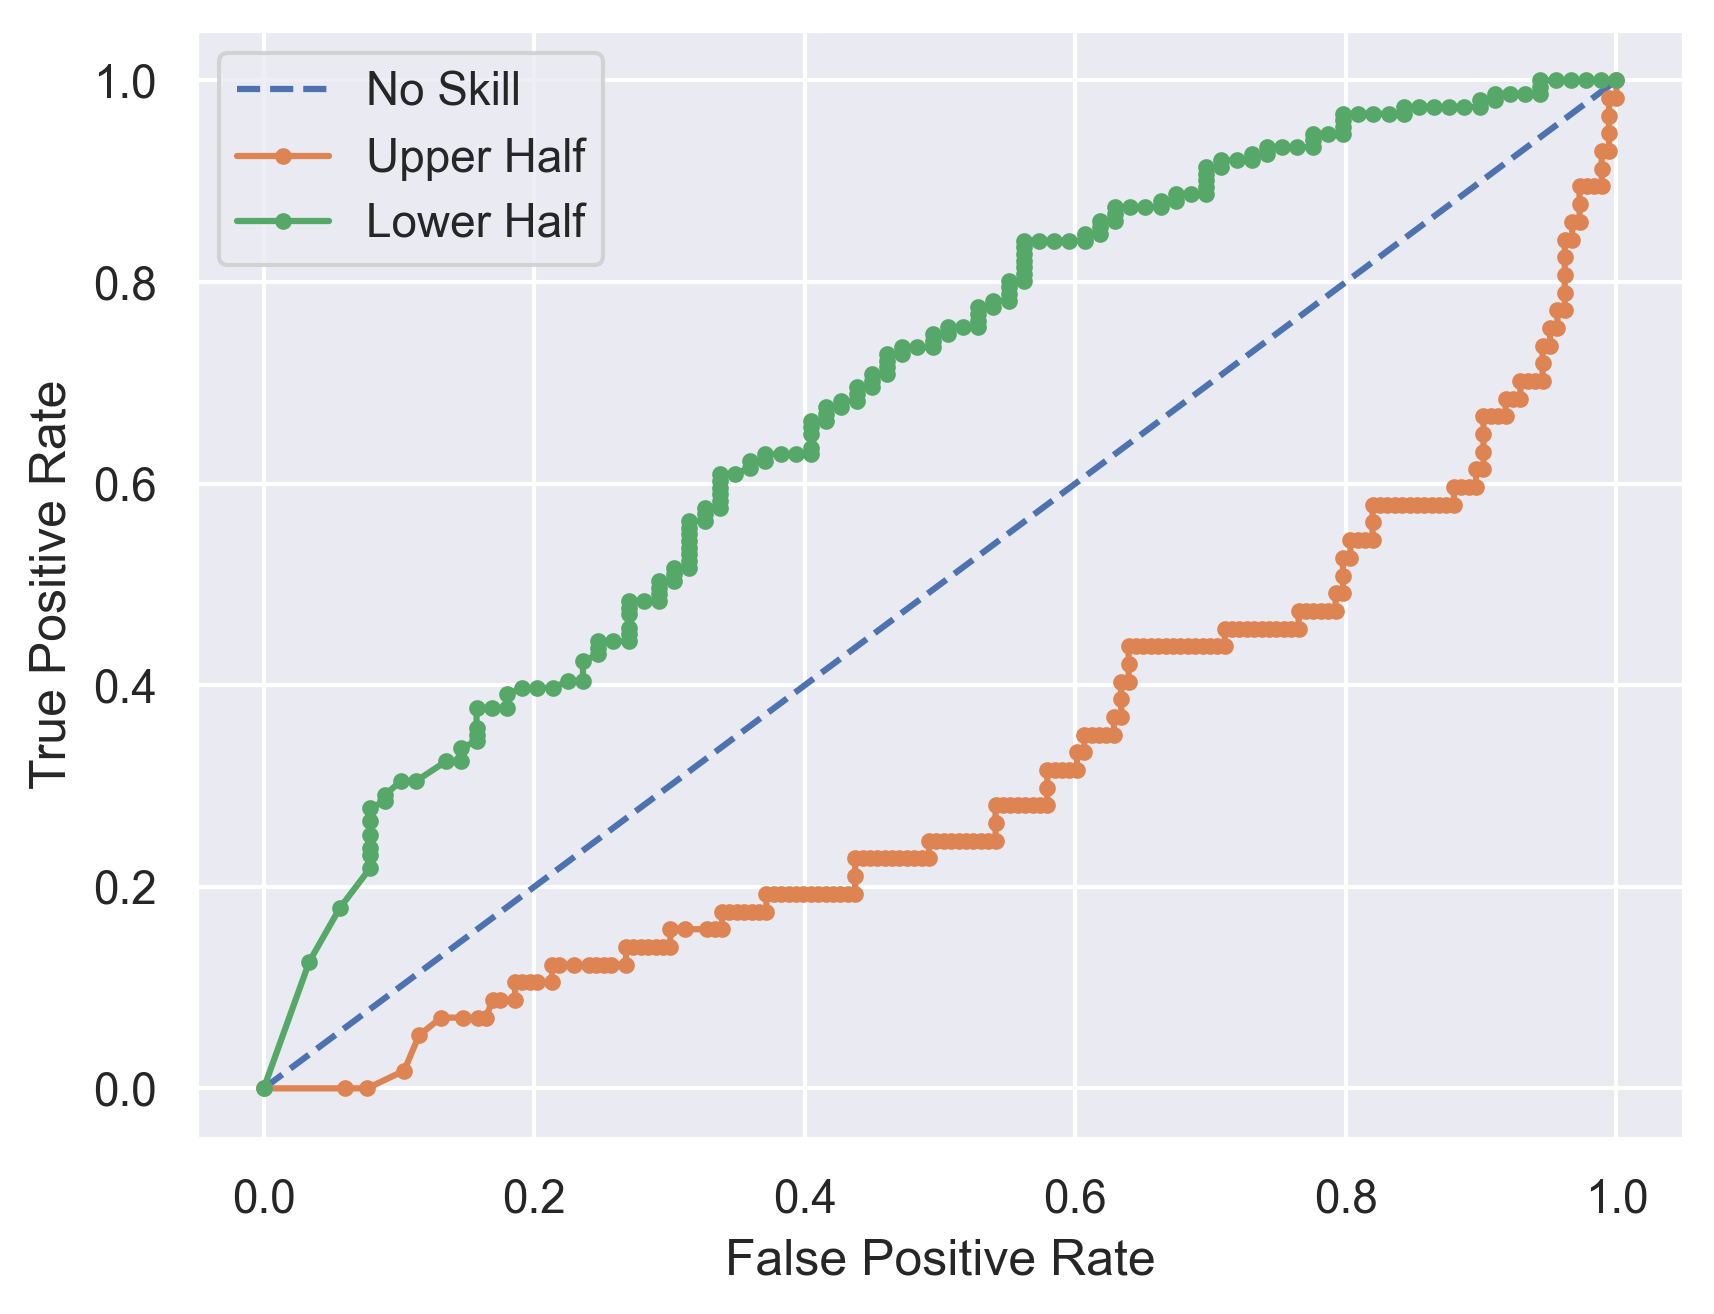 No Skill
Upper Half
Lower Half
True Positive Rate
1.0
0.8
0.6
0.4
0.2
0.0
0.0 0.2 0.4 0.6 0.8 1.0
False Positive Rate